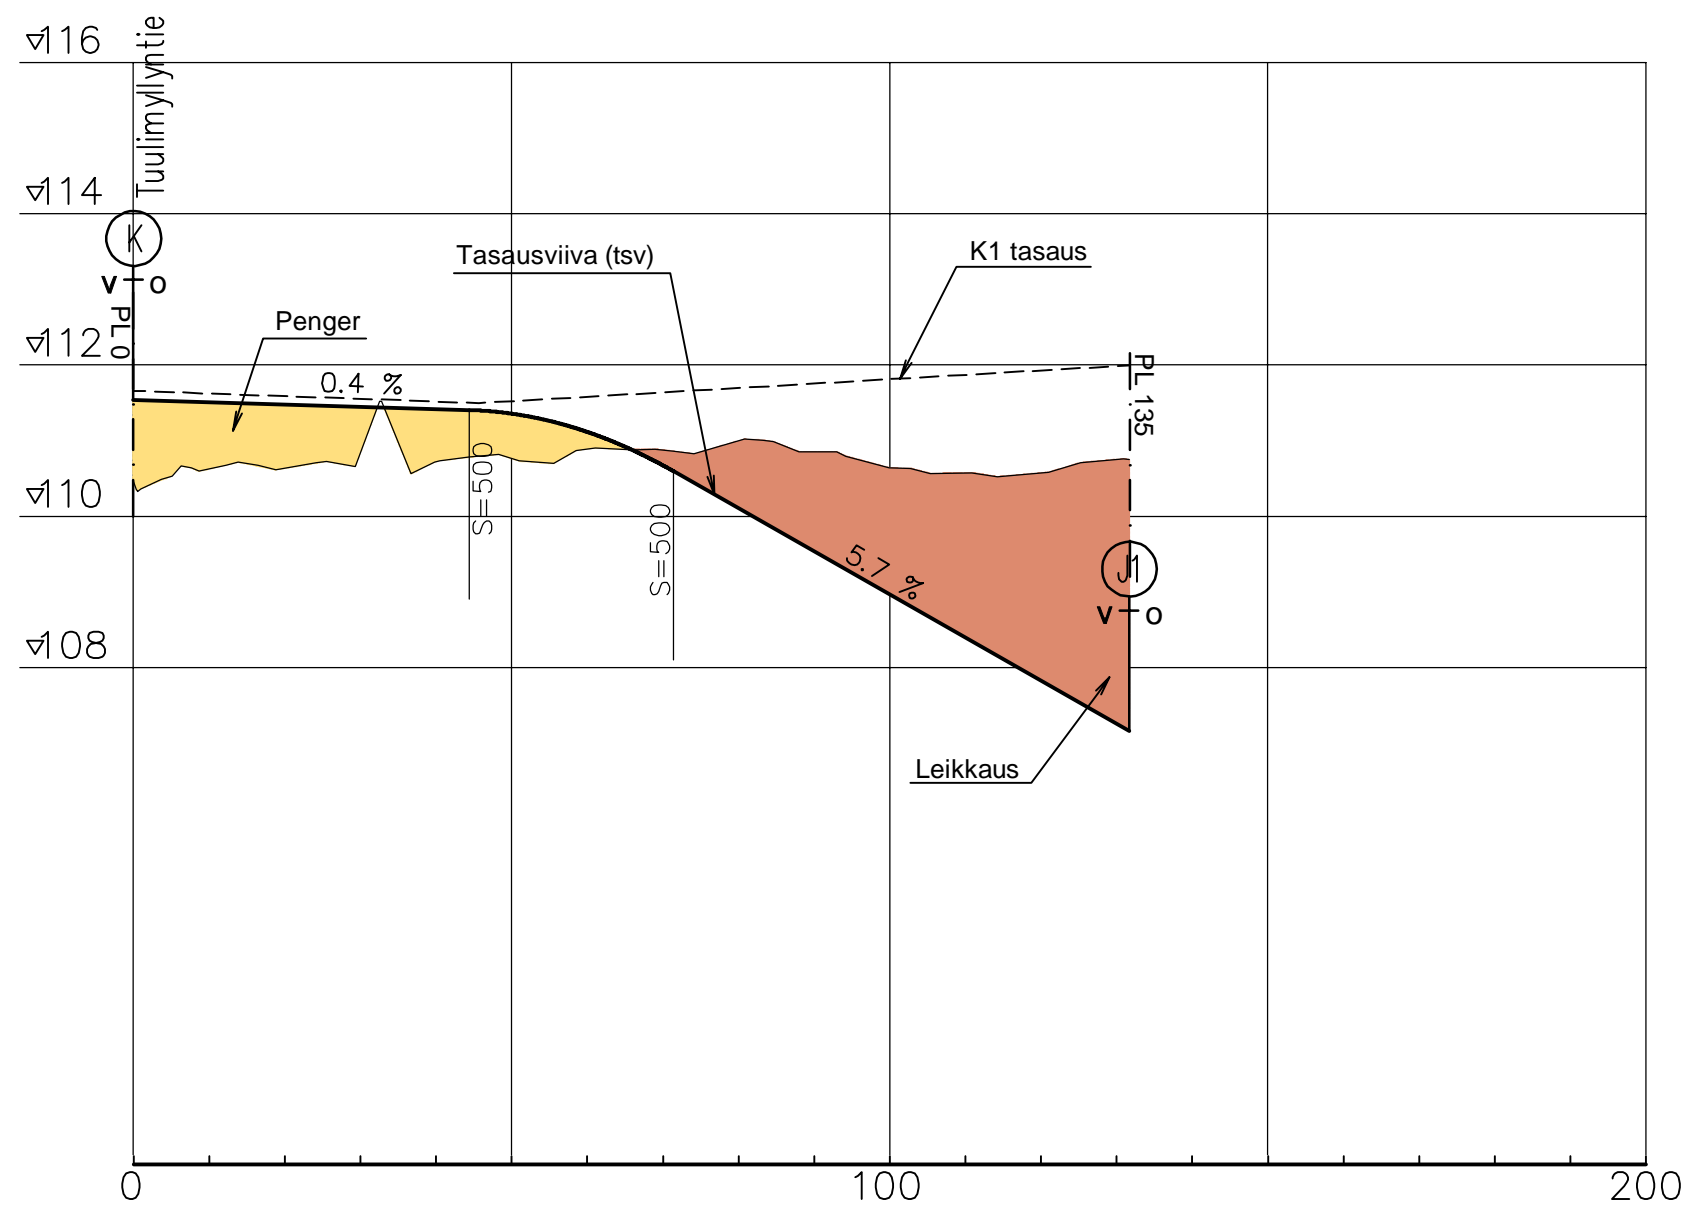 116
Tuulimyllyntie
114
K
V O
PL 0
Tasausviiva (tsv)
K1 tasaus
Penger
112
0.4 %
PL 135
S=500
110
S=500
5.7 %
J1
V O
108
Leikkaus
0
100
200